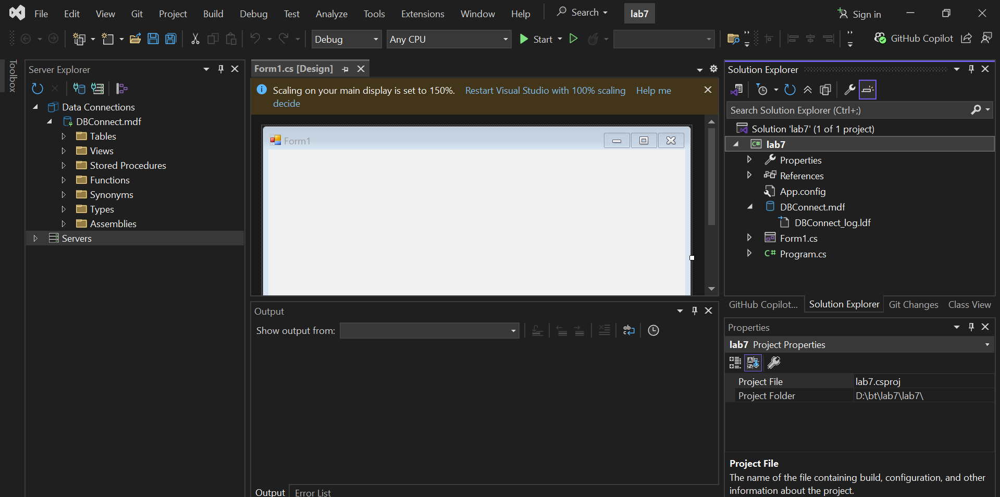 File Edit View Git Project Build Debug Test Analyze Tools Extensions Window Help Search lab7 Sign in
Debug Any CPU Start GitHub Copilot
Toolbox
Server Explorer
Data Connections
DBConnect.mdf
Tables
Views
Stored Procedures
Functions
Synonyms
Types
Assemblies
Servers
Form1.cs [Design]
Scaling on your main display is set to 150%. Restart Visual Studio with 100% scaling Help me
decide
Form1
Output
Show output from:
Output Error List
Solution Explorer
Search Solution Explorer (Ctrl+;)
Solution 'lab7' (1 of 1 project)
C# lab7
Properties
References
App.config
DBConnect.mdf
DBConnect_log.ldf
Form1.cs
C# Program.cs
GitHub Copilot... Solution Explorer Git Changes Class View
Properties
lab7 Project Properties
Project File lab7.csproj
Project Folder D:\bt\lab7\lab7\
Project File
The name of the file containing build, configuration, and other
information about the project.